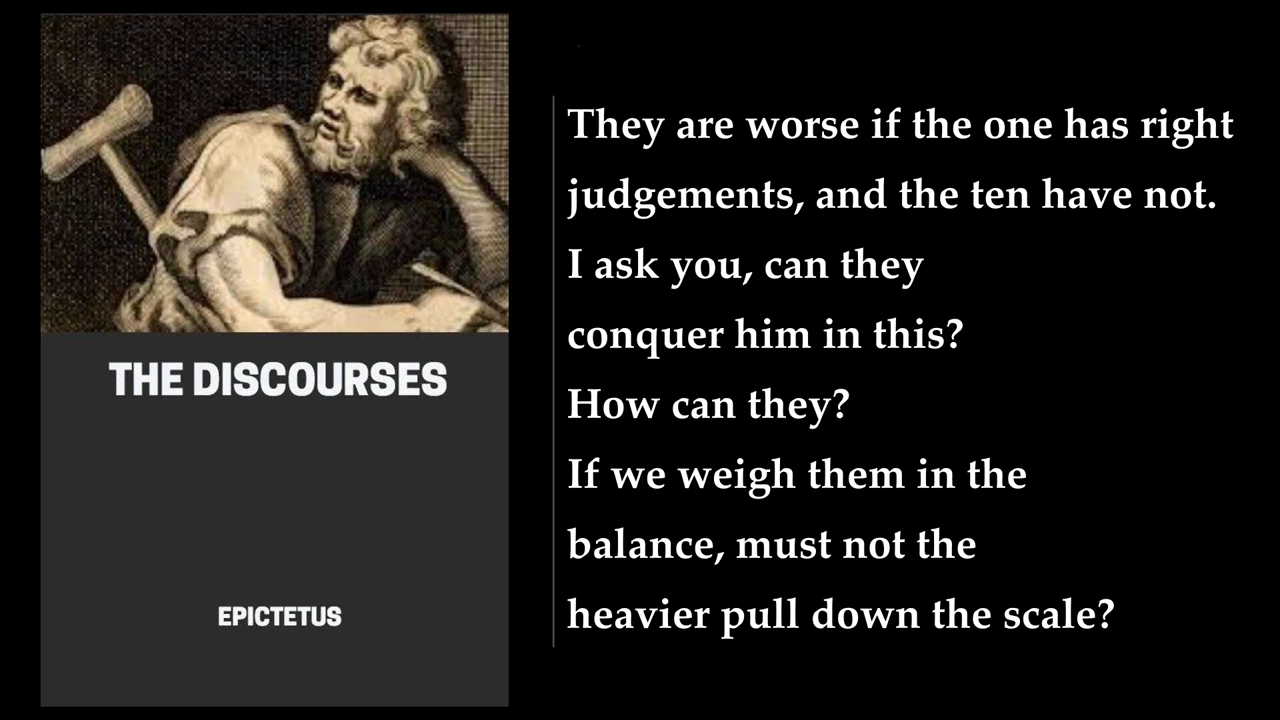 THE DISCOURSES
EPICTETUS
They are worse if the one has right
judgements, and the ten have not.
I ask you, can they
conquer him in this?
How can they?
If we weigh them in the
balance, must not the
heavier pull down the scale?